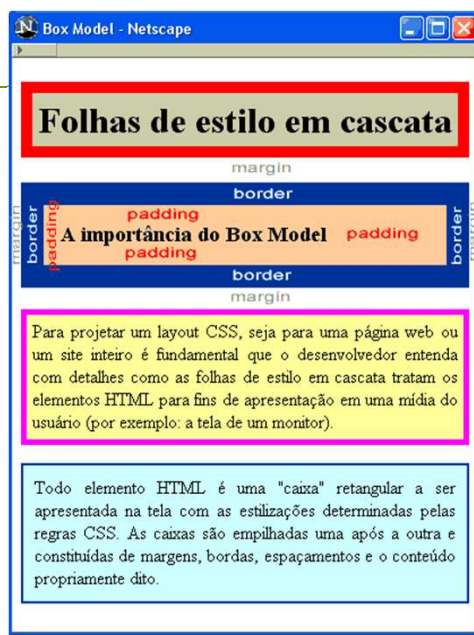 Box Model - Netscape
Folhas de estilo em cascata
margin
border
margin
border
padding
padding
A importância do Box Model
padding
padding
border
margin
border
margin
Para projetar um layout CSS, seja para uma página web ou
um site inteiro é fundamental que o desenvolvedor entenda
com detalhes como as folhas de estilo em cascata tratam os
elementos HTML para fins de apresentação em uma mídia do
usuário (por exemplo: a tela de um monitor).
Todo elemento HTML é uma "caixa" retangular a ser
apresentada na tela com as estilizações determinadas pelas
regras CSS. As caixas são empilhadas uma após a outra e
constituídas de margens, bordas, espaçamentos e o conteúdo
propriamente dito.